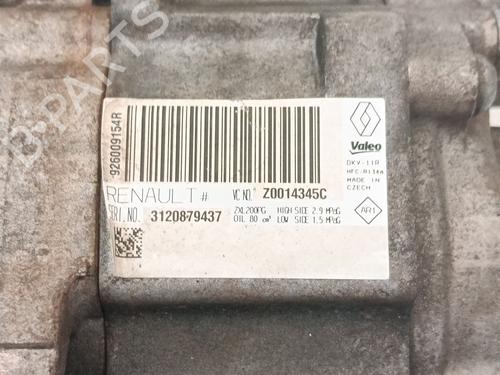 B-PARTS
-926009154R
RENAULT#
VC NO. Z0014345C
SERI.NO. 3120879437
ZXL200PG HIGH SIDE 2.9 MPaG
OIL 80 cm³ LOW SIDE 1.5 MPaG
Valeo
DKV-11R
HFC-R134A
MADE IN
CZECH
AR1